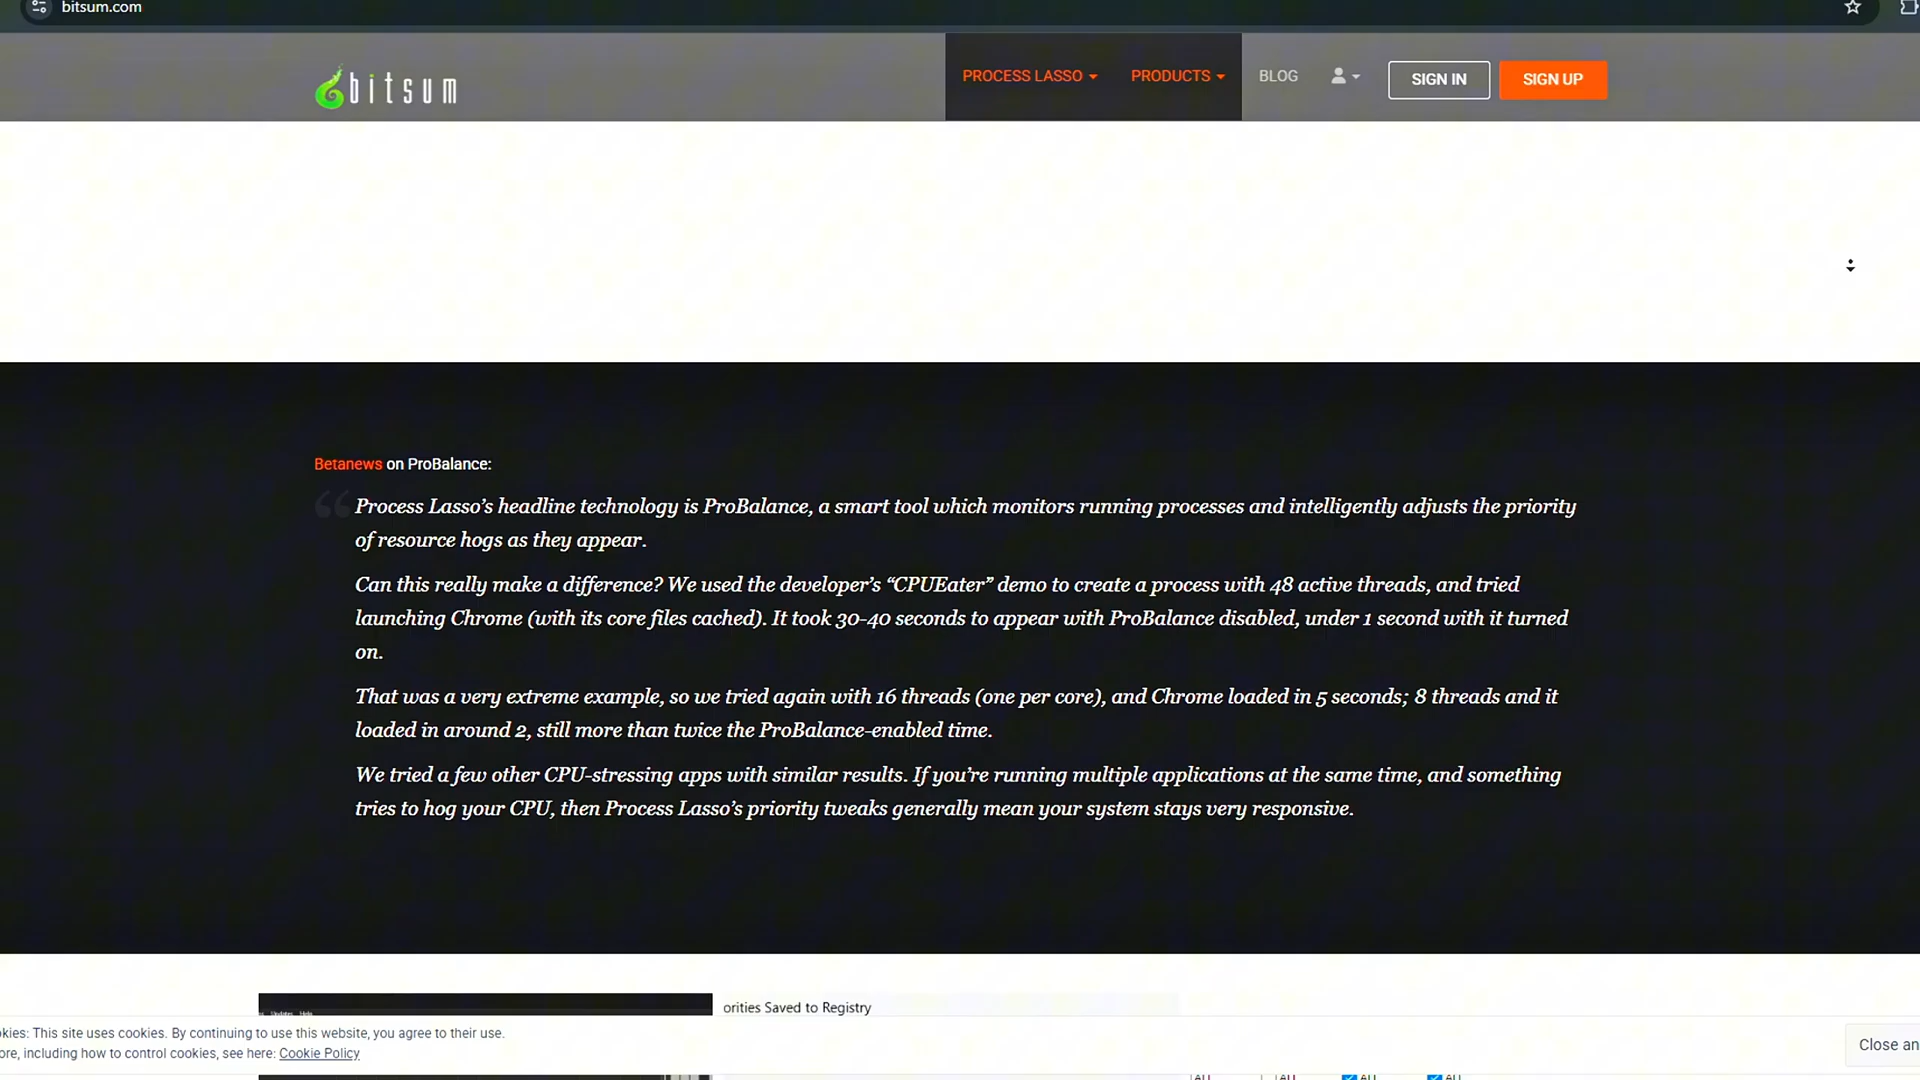 bitsum.com
bitsum
PROCESS LASSO
PRODUCTS
BLOG
SIGN IN
SIGN UP
Betanews on ProBalance:
Process Lasso’s headline technology is ProBalance, a smart tool which monitors running processes and intelligently adjusts the priority
of resource hogs as they appear.
Can this really make a difference? We used the developer’s “CPUEater” demo to create a process with 48 active threads, and tried
launching Chrome (with its core files cached). It took 30-40 seconds to appear with ProBalance disabled, under 1 second with it turned
on.
That was a very extreme example, so we tried again with 16 threads (one per core), and Chrome loaded in 5 seconds; 8 threads and it
loaded in around 2, still more than twice the ProBalance-enabled time.
We tried a few other CPU-stressing apps with similar results. If you’re running multiple applications at the same time, and something
tries to hog your CPU, then Process Lasso’s priority tweaks generally mean your system stays very responsive.
Updates Help
orities Saved to Registry
okies: This site uses cookies. By continuing to use this website, you agree to their use.
ore, including how to control cookies, see here: Cookie Policy
Close an